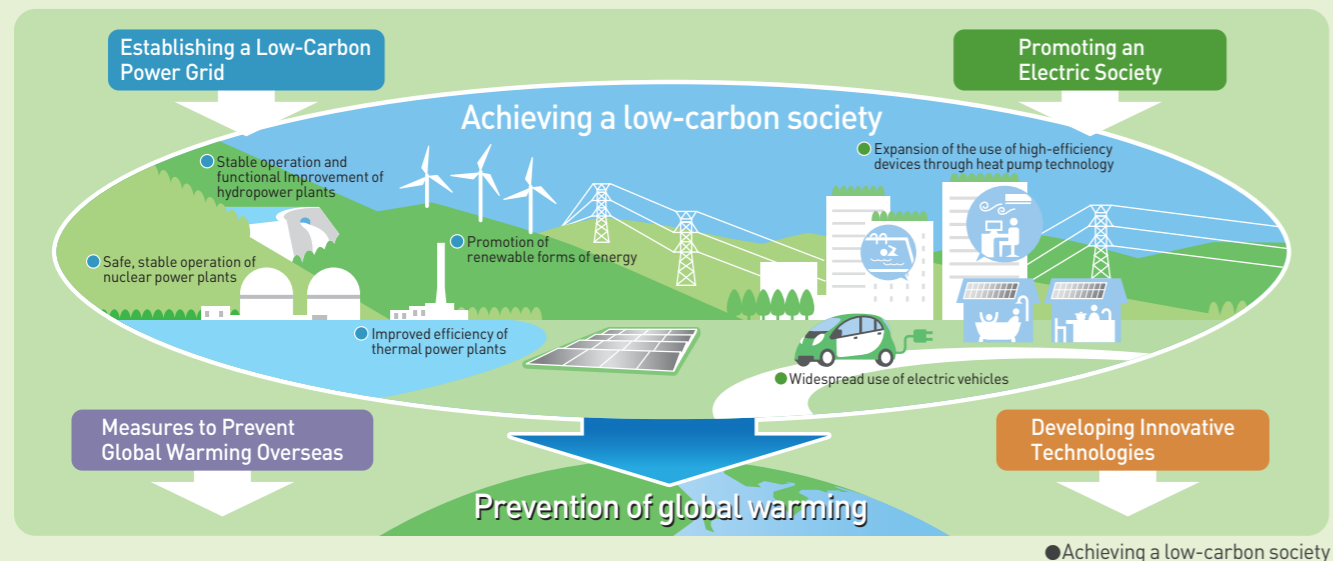 Establishing a Low-Carbon
Power Grid
Promoting an
Electric Society
Achieving a low-carbon society
Stable operation and
functional Improvement of
hydropower plants
Expansion of the use of high-efficiency
devices through heat pump technology
Safe, stable operation of
nuclear power plants
Promotion of
renewable forms of energy
Improved efficiency of
thermal power plants
Widespread use of electric vehicles
Measures to Prevent
Global Warming Overseas
Developing Innovative
Technologies
Prevention of global warming
●Achieving a low-carbon society